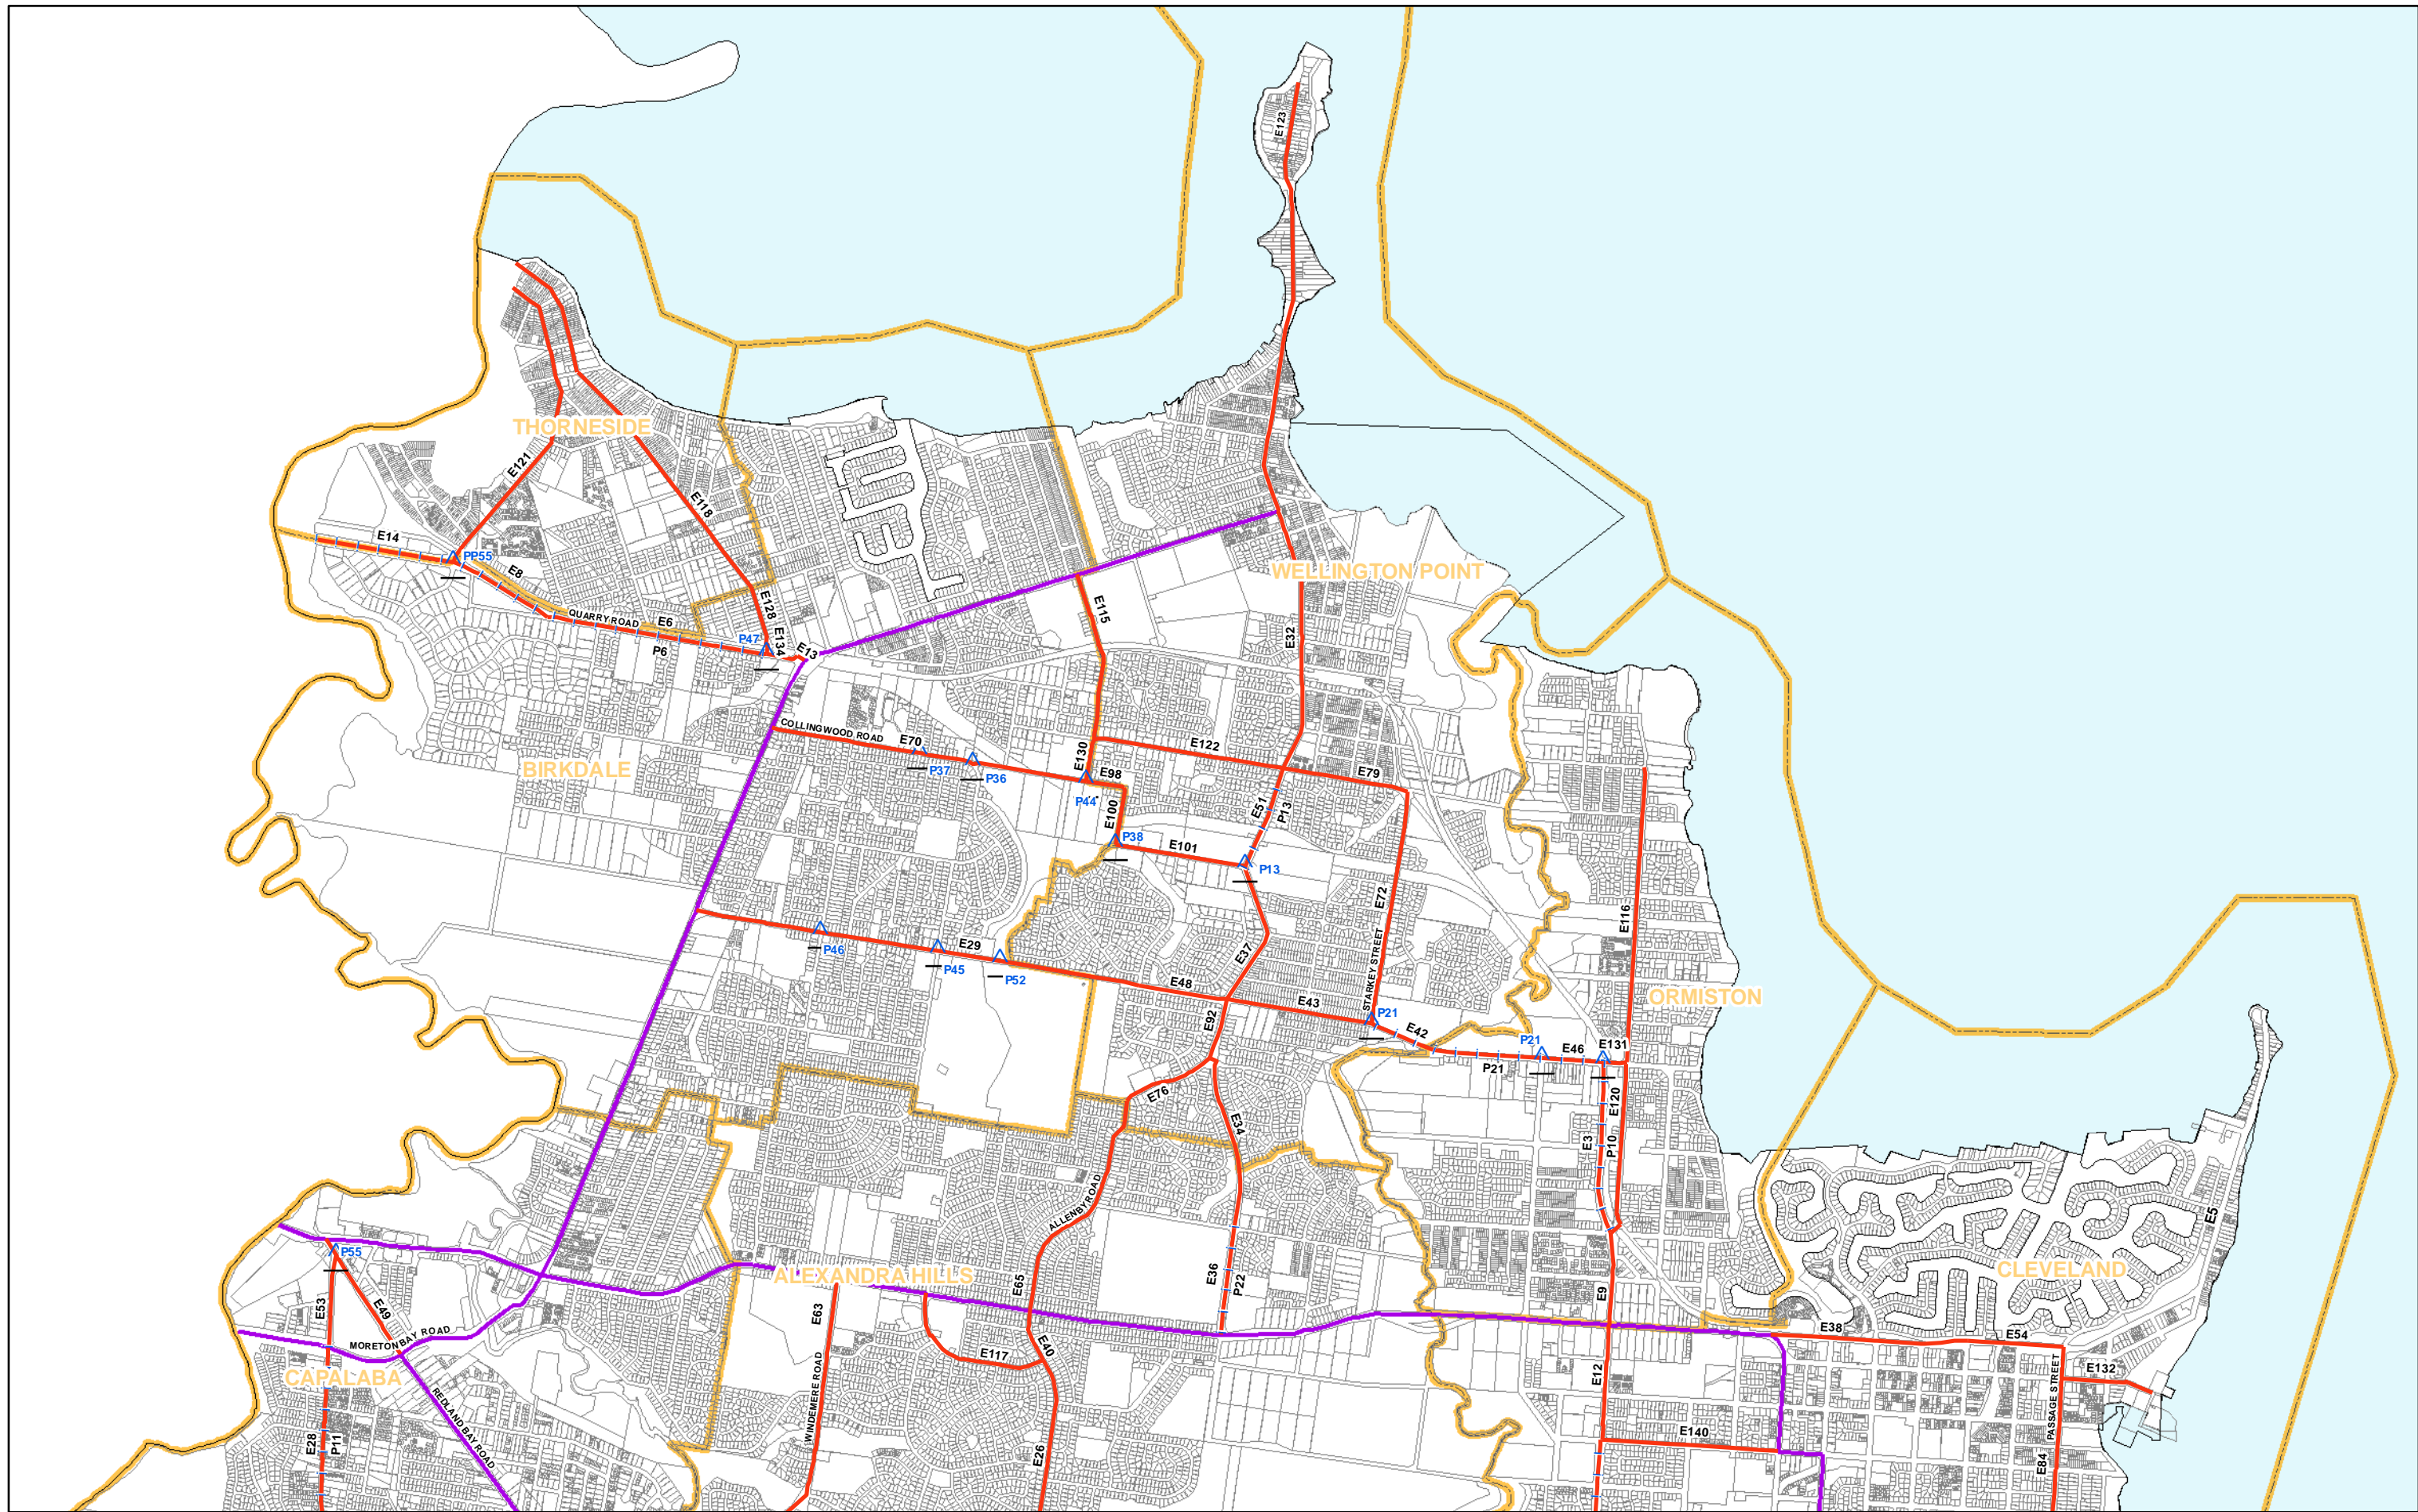 E123
THORNESIDE
E121
E118
E14
PP55
E8
WELLINGTON POINT
QUARRY ROAD
E6
P6
E128
P47
E134
E13
E115
E32
COLLINGWOOD ROAD
E70
P37
P36
E130
E98
P44
E122
E79
BIRKDALE
E100
E51
P13
P38
E101
P13
E72
STARKEY STREET
E116
P46
E29
P45
P52
E48
E37
E43
ORMISTON
E92
P21
E42
P21
E46
E131
P21
E76
E34
E3
P10
E120
ALLENBY ROAD
E5
P55
E53
E49
ALEXANDRA HILLS
E65
E36
P22
CLEVELAND
E63
E9
MORETON BAY ROAD
E38
E54
CAPALABA
E117
E40
E12
E132
WINDEMERE ROAD
PASSAGE STREET
REDLAND BAY ROAD
E28
P11
E26
E140
E84